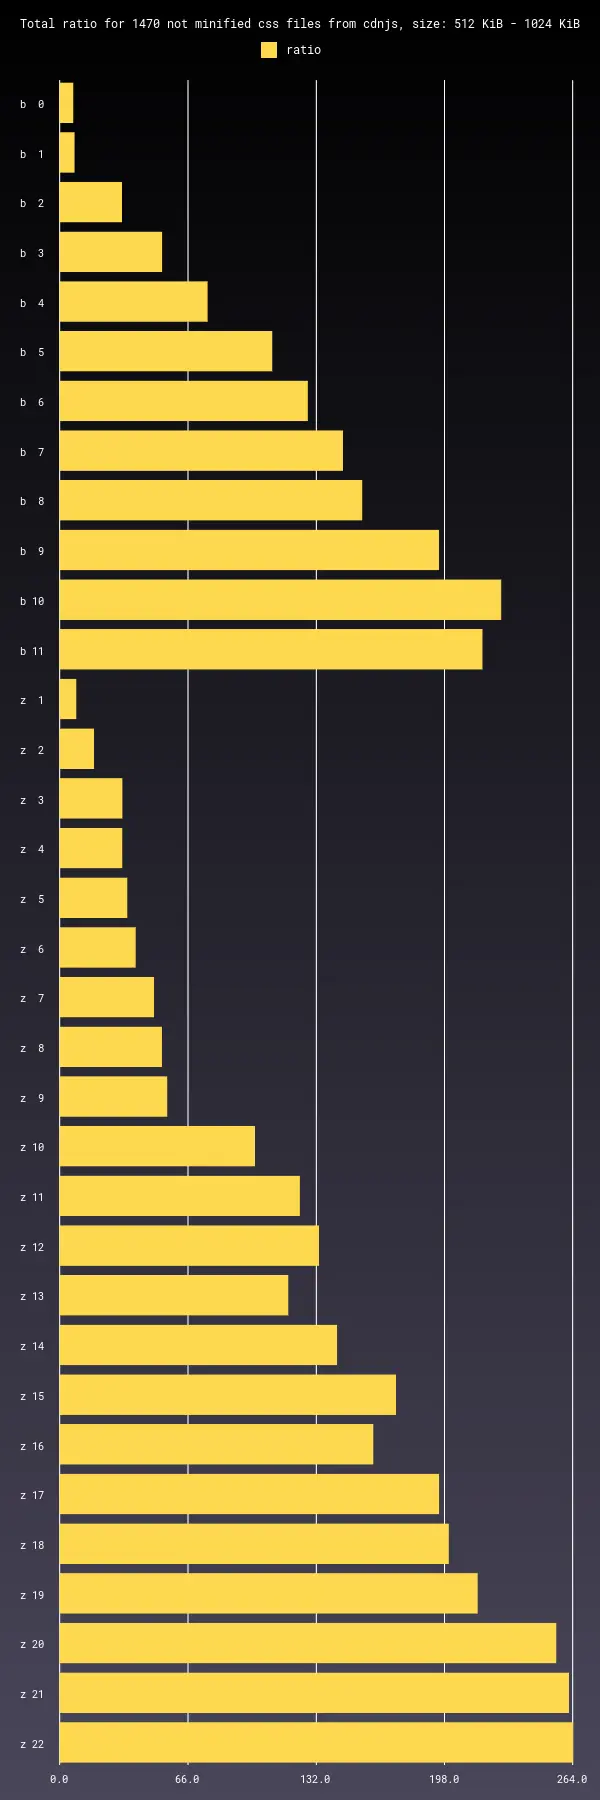 Total ratio for 1470 not minified css files from cdnjs, size: 512 KiB - 1024 KiB
ratio
b 0
b 1
b 2
b 3
b 4
b 5
b 6
b 7
b 8
b 9
b 10
b 11
z 1
z 2
z 3
z 4
z 5
z 6
z 7
z 8
z 9
z 10
z 11
z 12
z 13
z 14
z 15
z 16
z 17
z 18
z 19
z 20
z 21
z 22
0.0 66.0 132.0 198.0 264.0